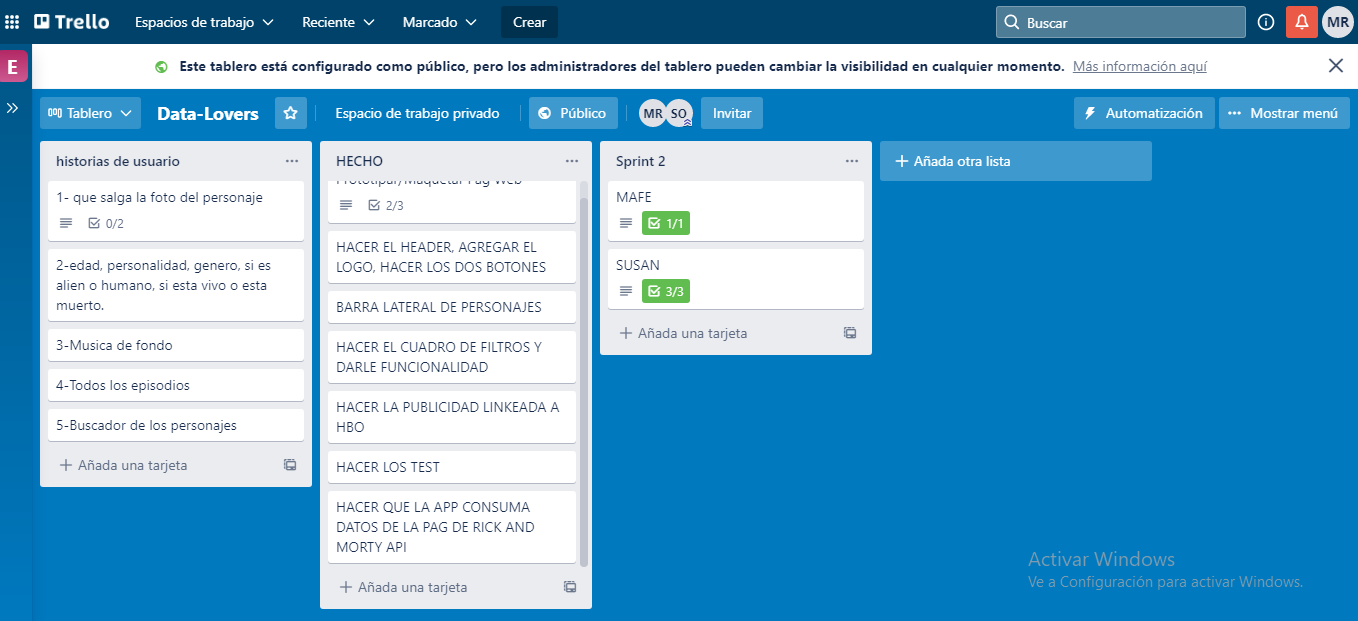 Trello
Espacios de trabajo
Reciente
Marcado
Crear
Buscar
MR
E
Este tablero está configurado como público, pero los administradores del tablero pueden cambiar la visibilidad en cualquier momento. Más información aquí
Tablero
Data-Lovers
Espacio de trabajo privado
Público
MR
SO
Invitar
Automatización
Mostrar menú
historias de usuario
1- que salga la foto del personaje
0/2
2-edad, personalidad, genero, si es
alien o humano, si esta vivo o esta
muerto.
3-Musica de fondo
4-Todos los episodios
5-Buscador de los personajes
Añada una tarjeta
HECHO
Prototipar/Maquetar Pag Web
2/3
HACER EL HEADER, AGREGAR EL
LOGO, HACER LOS DOS BOTONES
BARRA LATERAL DE PERSONAJES
HACER EL CUADRO DE FILTROS Y
DARLE FUNCIONALIDAD
HACER LA PUBLICIDAD LINKEADA A
HBO
HACER LOS TEST
HACER QUE LA APP CONSUMA
DATOS DE LA PAG DE RICK AND
MORTY API
Añada una tarjeta
Sprint 2
MAFE
1/1
SUSAN
3/3
Añada una tarjeta
Añada otra lista
Activar Windows
Ve a Configuración para activar Windows.